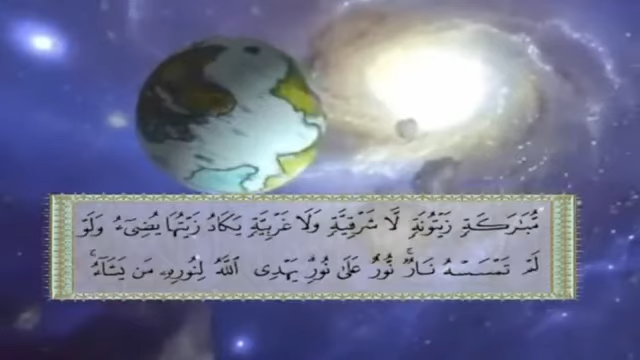 مُّبَٰرَكَةٍ زَيْتُونَةٍ لَّا شَرْقِيَّةٍ وَلَا غَرْبِيَّةٍ يَكَادُ زَيْتُهَا يُضِيٓءُ وَلَوْ
لَمْ تَمْسَسْهُ نَارٌ ۚ نُّورٌ عَلَىٰ نُورٍ ۗ يَهْدِى ٱللَّهُ لِنُورِهِۦ مَن يَشَآءُ ۚ